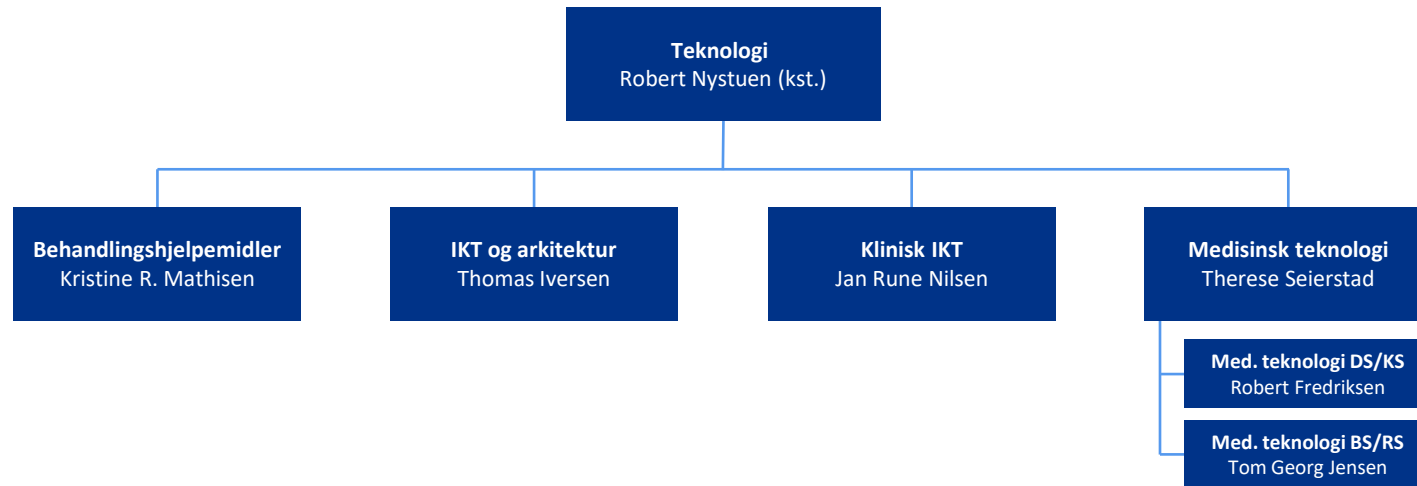 Teknologi
Robert Nystuen (kst.)
Behandlingshjelpemidler
Kristine R. Mathisen
IKT og arkitektur
Thomas Iversen
Klinisk IKT
Jan Rune Nilsen
Medisinsk teknologi
Therese Seierstad
Med. teknologi DS/KS
Robert Fredriksen
Med. teknologi BS/RS
Tom Georg Jensen